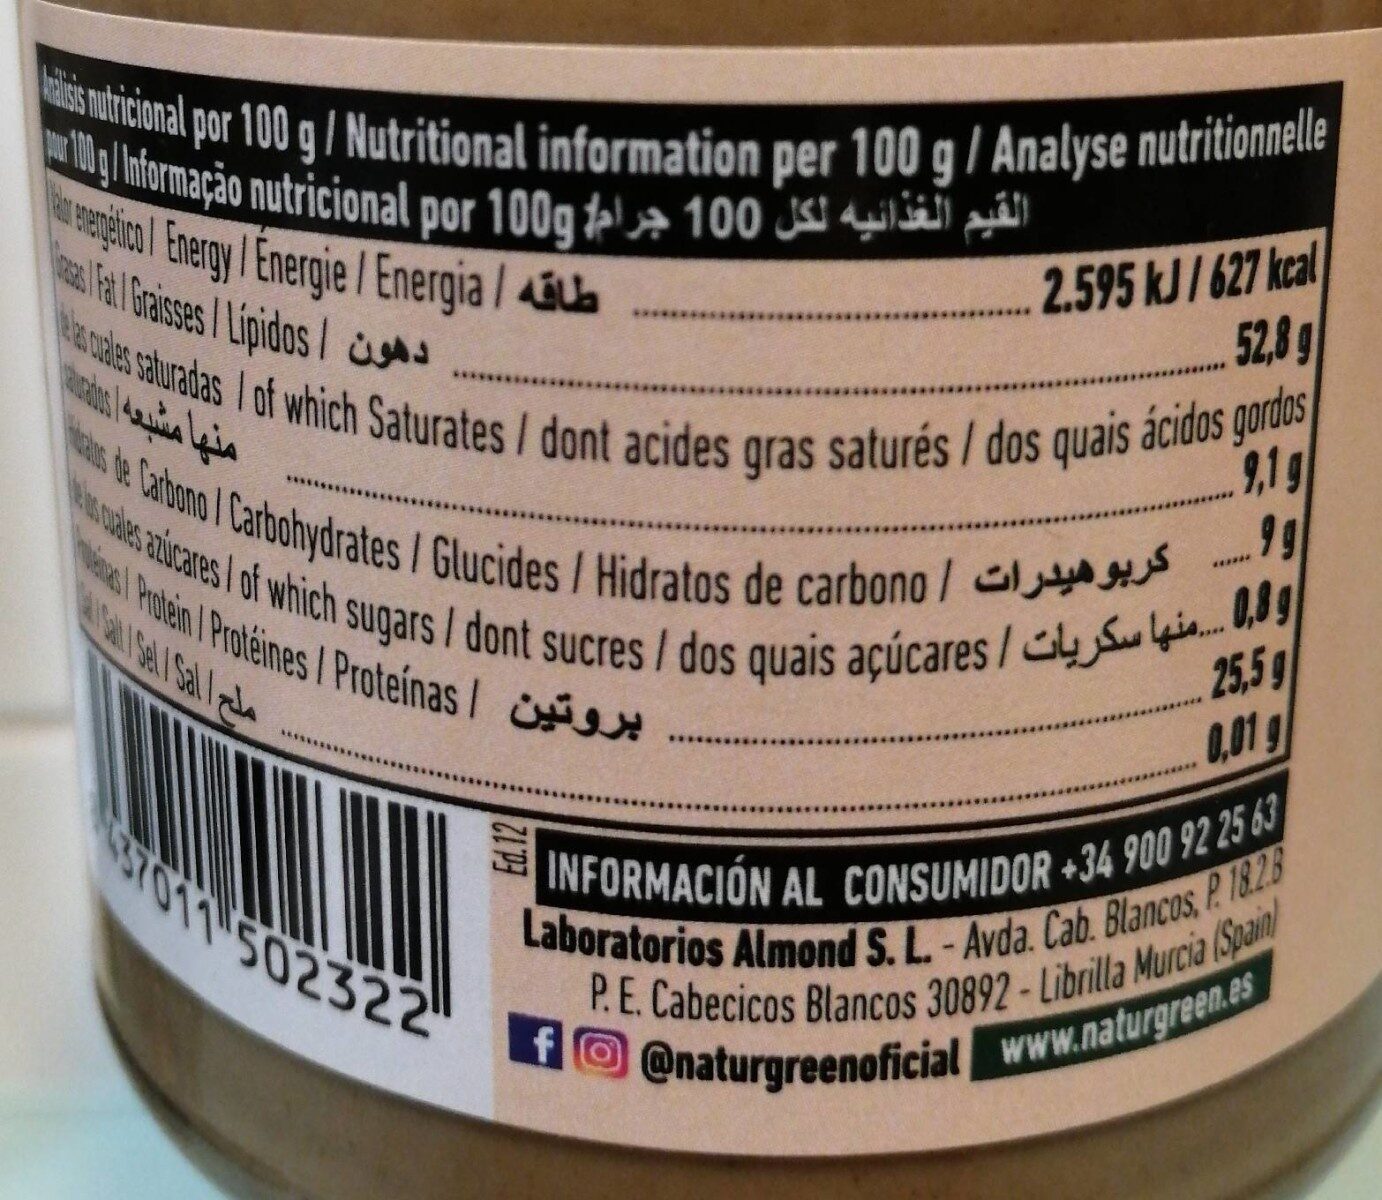 Análisis nutricional por 100 g / Nutritional information per 100 g / Analyse nutritionnelle
pour 100 g / Informação nutricional por 100g / القيم الغذائيه لكل 100 جرام
Valor energético / Energy / Énergie / Energia / طاقه ........ 2.595 kJ / 627 kcal
Grasas / Fat / Graisses / Lípidos / دهون ........ 52,8 g
de las cuales saturadas / of which Saturates / dont acides gras saturés / dos quais ácidos gordos
saturados / منها مشبعه ........ 9,1 g
Hidratos de Carbono / Carbohydrates / Glucides / Hidratos de carbono / كربوهيدرات ...... 9 g
de los cuales azúcares / of which sugars / dont sucres / dos quais açúcares / منها سكريات .... 0,8 g
Proteínas / Protein / Protéines / Proteínas / بروتين ........ 25,5 g
Sal / Salt / Sel / Sal / ملح ........ 0,01 g
437011 502322
Ed.12
INFORMACIÓN AL CONSUMIDOR +34 900 92 25 63
Laboratorios Almond S. L. - Avda. Cab. Blancos, P. 18.2.B
P. E. Cabecicos Blancos 30892 - Librilla Murcia (Spain)
@naturgreenoficial www.naturgreen.es